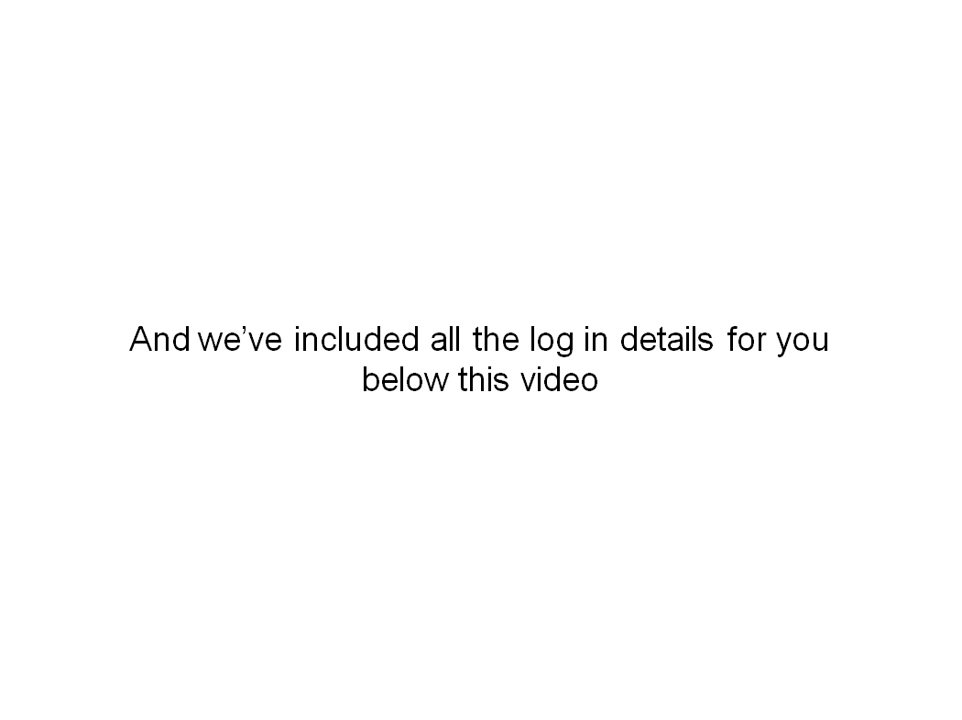 And we’ve included all the log in details for you
below this video